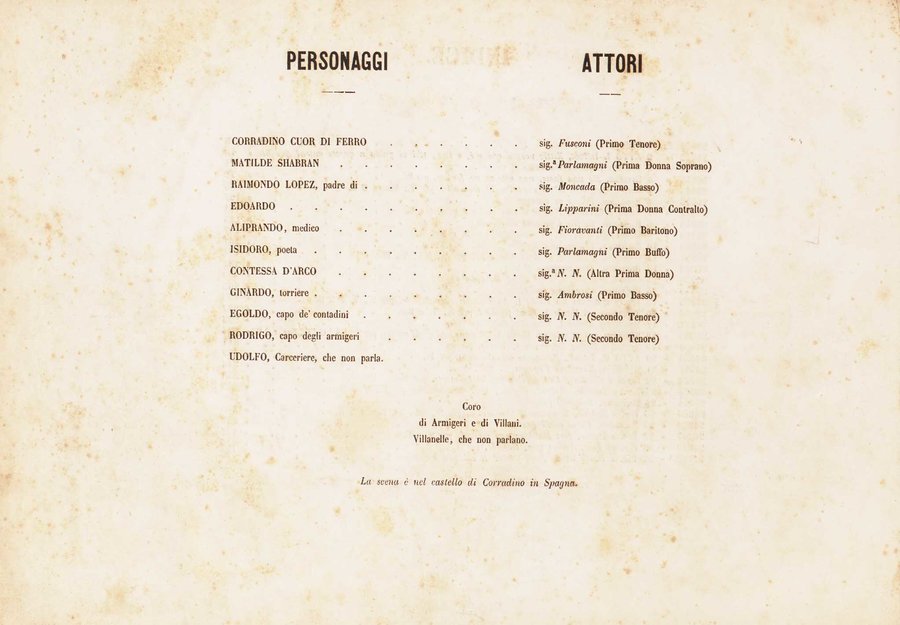 PERSONAGGI ATTORI
CORRADINO CUOR DI FERRO . . . . . . sig. Fusconi (Primo Tenore)
MATILDE SHABRAN . . . . . . . . sig.ª Parlamagni (Prima Donna Soprano)
RAIMONDO LOPEZ, padre di . . . . . . . sig. Moncada (Primo Basso)
EDOARDO . . . . . . . . . . sig. Lipparini (Prima Donna Contralto)
ALIPRANDO, medico . . . . . . . . sig. Fioravanti (Primo Baritono)
ISIDORO, poeta . . . . . . . . . sig. Parlamagni (Primo Buffo)
CONTESSA D'ARCO . . . . . . . . sig.ª N. N. (Altra Prima Donna)
GINARDO, torriere . . . . . . . . . sig. Ambrosi (Primo Basso)
EGOLDO, capo de' contadini . . . . . . . sig. N. N. (Secondo Tenore)
RODRIGO, capo degli armigeri . . . . . . sig. N. N. (Secondo Tenore)
UDOLFO, Carceriere, che non parla.
Coro
di Armigeri e di Villani.
Villanelle, che non parlano.
La scena è nel castello di Corradino in Spagna.